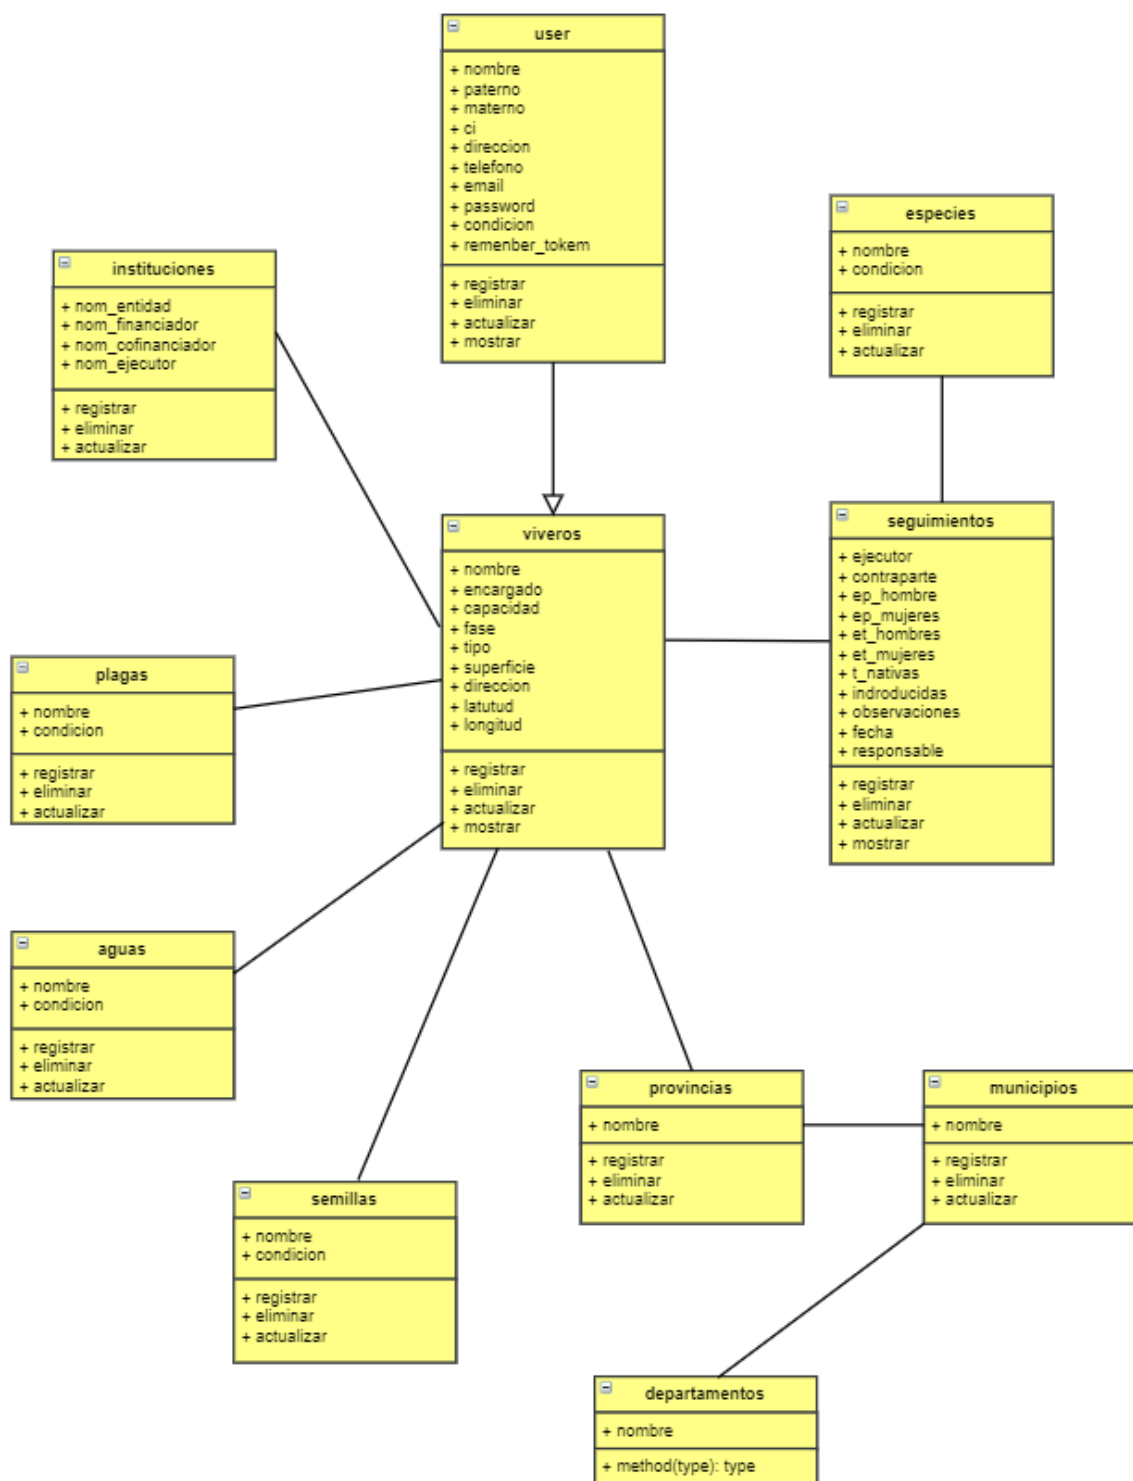 user
+ nombre
+ paterno
+ materno
+ ci
+ direccion
+ telefono
+ email
+ password
+ condicion
+ remenber_tokem
+ registrar
+ eliminar
+ actualizar
+ mostrar
especies
+ nombre
+ condicion
+ registrar
+ eliminar
+ actualizar
instituciones
+ nom_entidad
+ nom_financiador
+ nom_cofinanciador
+ nom_ejecutor
+ registrar
+ eliminar
+ actualizar
viveros
+ nombre
+ encargado
+ capacidad
+ fase
+ tipo
+ superficie
+ direccion
+ latutud
+ longitud
+ registrar
+ eliminar
+ actualizar
+ mostrar
seguimientos
+ ejecutor
+ contraparte
+ ep_hombre
+ ep_mujeres
+ et_hombres
+ et_mujeres
+ t_nativas
+ indroducidas
+ observaciones
+ fecha
+ responsable
+ registrar
+ eliminar
+ actualizar
+ mostrar
plagas
+ nombre
+ condicion
+ registrar
+ eliminar
+ actualizar
aguas
+ nombre
+ condicion
+ registrar
+ eliminar
+ actualizar
provincias
+ nombre
+ registrar
+ eliminar
+ actualizar
municipios
+ nombre
+ registrar
+ eliminar
+ actualizar
semillas
+ nombre
+ condicion
+ registrar
+ eliminar
+ actualizar
departamentos
+ nombre
+ method(type): type